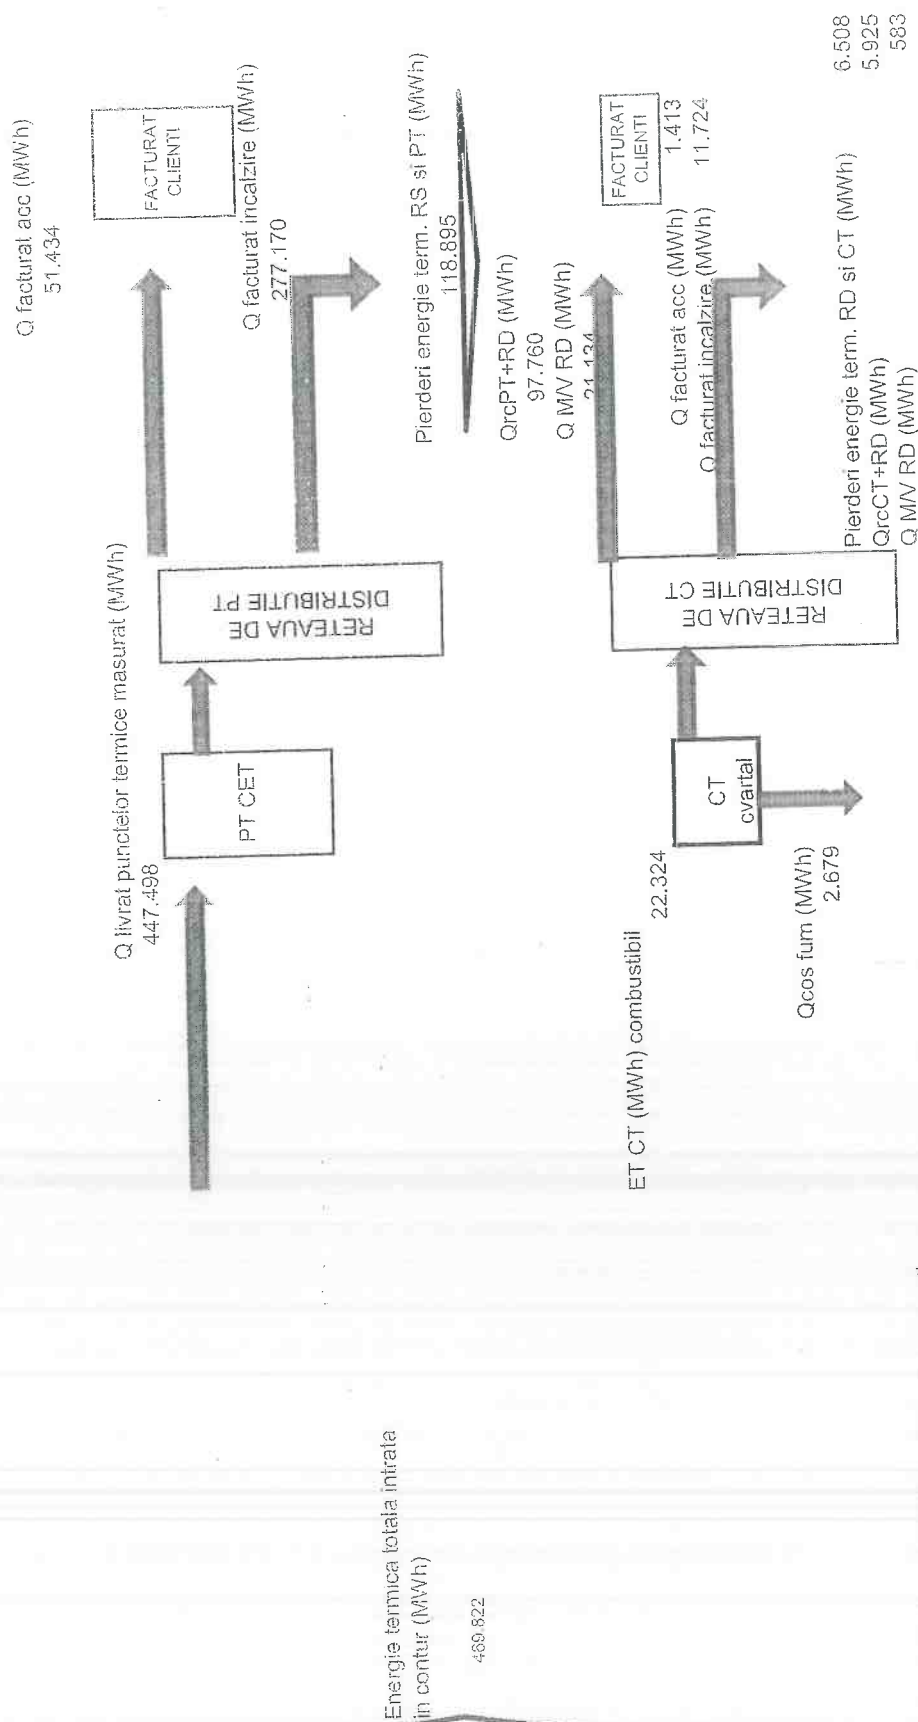 Energie termica totala intrata
in contur (MWh)
469.822
Q livrat punctelor termice masurat (MWh)
447.498
PT CET
RETEAUA DE
DISTRIBUTIE PT
Q facturat acc (MWh)
51.434
FACTURAT
CLIENTI
Q facturat incalzire (MWh)
277.170
Pierderi energie term. RS si PT (MWh)
118.895
QrcPT+RD (MWh)
97.760
Q M/V RD (MWh)
21.134
ET CT (MWh) combustibil
22.324
CT
cvartal
Qcos fum (MWh)
2.679
RETEAUA DE
DISTRIBUTIE CT
FACTURAT
CLIENTI
Q facturat acc (MWh) 1.413
Q facturat incalzire (MWh) 11.724
Pierderi energie term. RD si CT (MWh) 6.508
QrcCT+RD (MWh) 5.925
Q M/V RD (MWh) 583